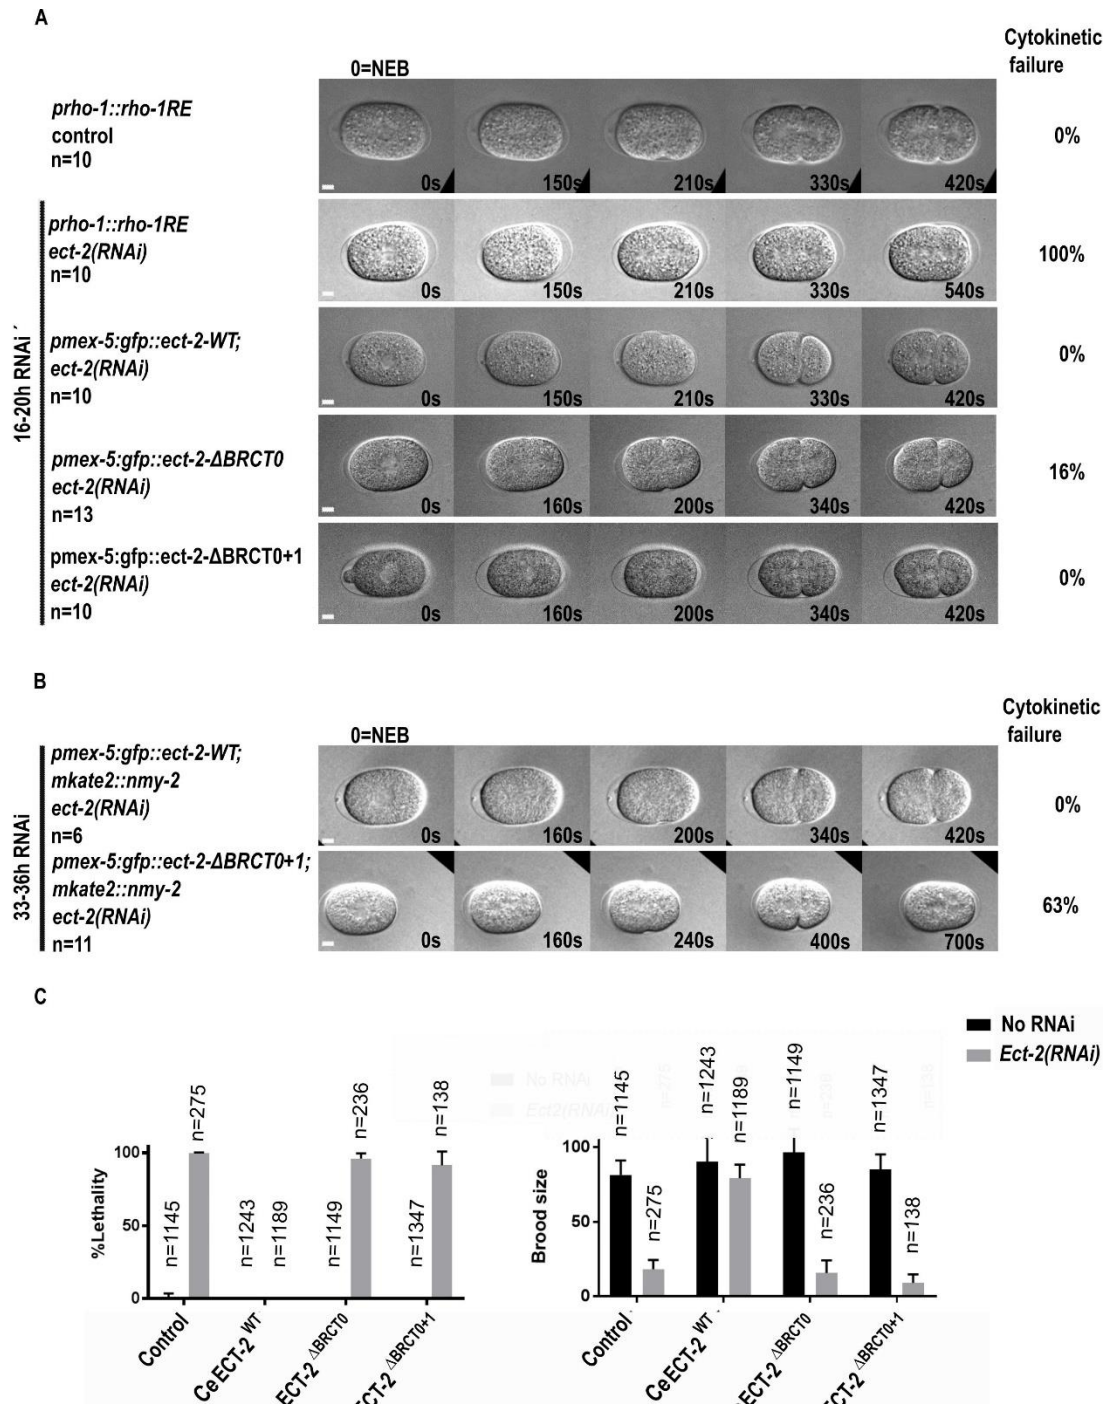 A
Cytokinetic
failure
0=NEB
prho-1::rho-1RE
control
n=10
0s
150s
210s
330s
420s
0%
16-20h RNAi´
prho-1::rho-1RE
ect-2(RNAi)
n=10
0s
150s
210s
330s
540s
100%
pmex-5:gfp::ect-2-WT;
ect-2(RNAi)
n=10
0s
150s
210s
330s
420s
0%
pmex-5:gfp::ect-2-ΔBRCT0
ect-2(RNAi)
n=13
0s
160s
200s
340s
420s
16%
pmex-5:gfp::ect-2-ΔBRCT0+1
ect-2(RNAi)
n=10
0s
160s
200s
340s
420s
0%
B
Cytokinetic
failure
0=NEB
33-36h RNAi
pmex-5:gfp::ect-2-WT;
mkate2::nmy-2
ect-2(RNAi)
n=6
0s
160s
200s
340s
420s
0%
pmex-5:gfp::ect-2-ΔBRCT0+1;
mkate2::nmy-2
ect-2(RNAi)
n=11
0s
160s
240s
400s
700s
63%
C
No RNAi
Ect-2(RNAi)
No RNAi
Ect2(RNAi)
n=275
n=236
n=138
%Lethality
100
50
0
n=1145
n=275
n=1243
n=1189
n=1149
n=236
n=1347
n=138
Control
CeECT-2 WT
ECT-2 ΔBRCT0
ECT-2 ΔBRCT0+1
Brood size
100
50
0
n=1145
n=275
n=1243
n=1189
n=1149
n=236
n=1347
n=138
Control
CeECT-2 WT
ECT-2 ΔBRCT0
ECT-2 ΔBRCT0+1